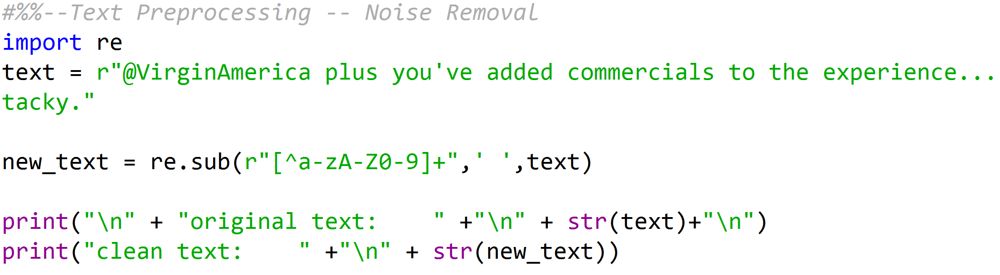 #%%--Text Preprocessing -- Noise Removal
import re
text = r"@VirginAmerica plus you've added commercials to the experience...
tacky."
new_text = re.sub(r"[^a-zA-Z0-9]+",' ',text)
print("\n" + "original text:    " +"\n" + str(text)+"\n")
print("clean text:    " +"\n" + str(new_text))